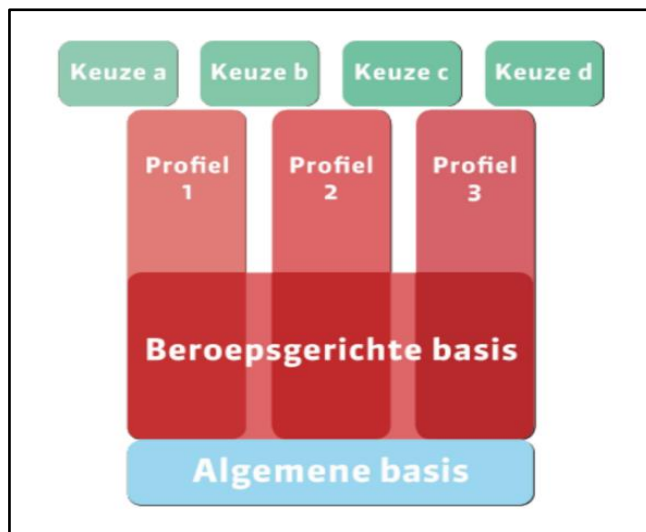 Keuze a
Keuze b
Keuze c
Keuze d
Profiel
1
Profiel
2
Profiel
3
Beroepsgerichte basis
Algemene basis